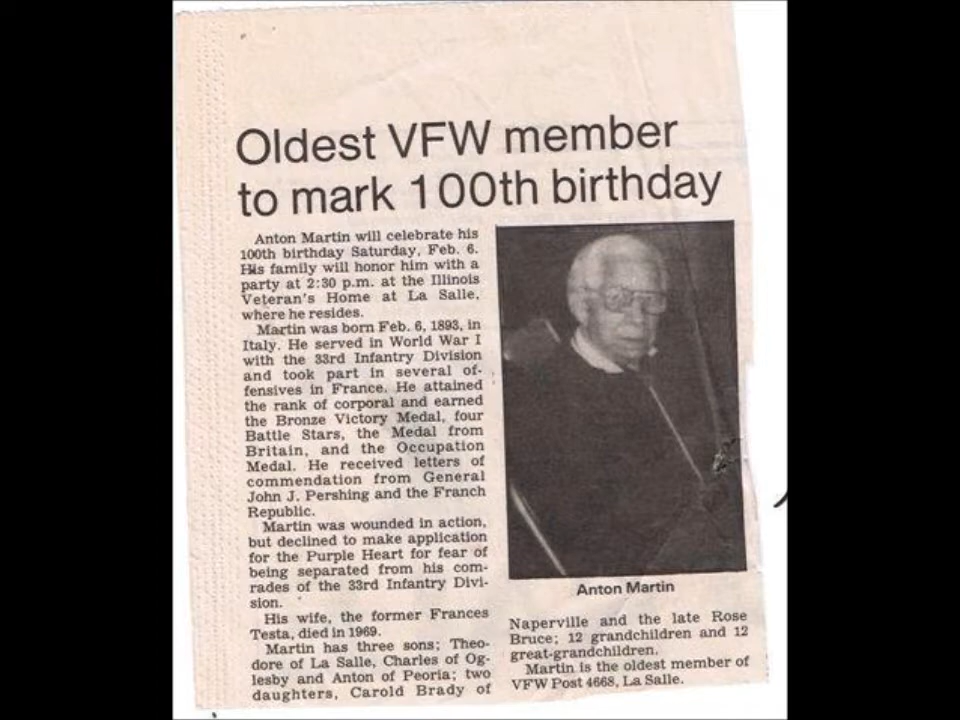 Oldest VFW member
to mark 100th birthday
Anton Martin will celebrate his
100th birthday Saturday, Feb. 6.
His family will honor him with a
party at 2:30 p.m. at the Illinois
Veteran's Home at La Salle,
where he resides.
Martin was born Feb. 6, 1893, in
Italy. He served in World War I
with the 33rd Infantry Division
and took part in several of-
fensives in France. He attained
the rank of corporal and earned
the Bronze Victory Medal, four
Battle Stars, the Medal from
Britain, and the Occupation
Medal. He received letters of
commendation from General
John J. Pershing and the Franch
Republic.
Martin was wounded in action,
but declined to make application
for the Purple Heart for fear of
being separated from his com-
rades of the 33rd Infantry Divi-
sion.
His wife, the former Frances
Testa, died in 1969.
Martin has three sons; Theo-
dore of La Salle, Charles of Og-
lesby and Anton of Peoria; two
daughters, Carold Brady of
Anton Martin
Naperville and the late Rose
Bruce; 12 grandchildren and 12
great-grandchildren.
Martin is the oldest member of
VFW Post 4668, La Salle.